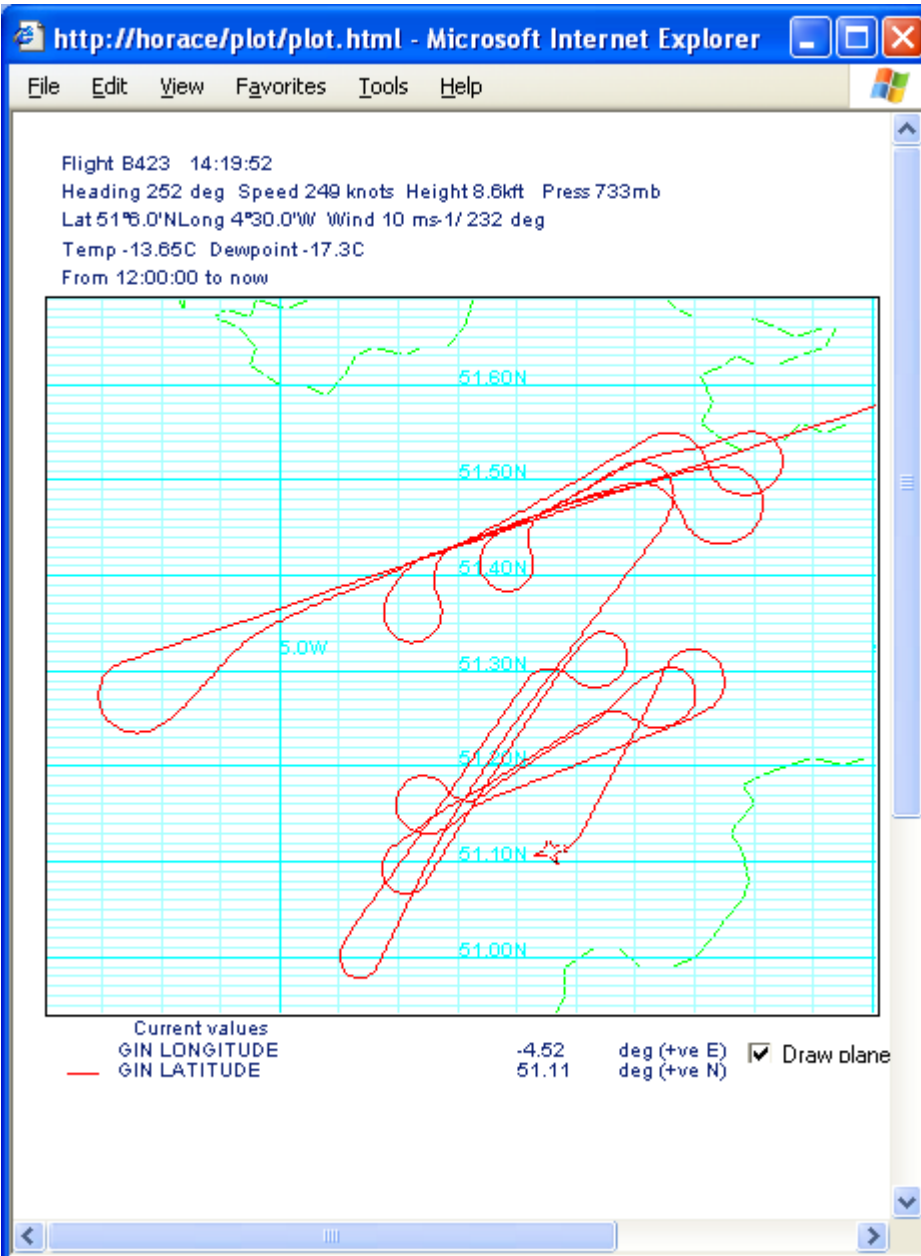 http://horace/plot/plot.html - Microsoft Internet Explorer
File Edit View Favorites Tools Help
Flight B423 14:19:52
Heading 252 deg Speed 249 knots Height 8.6kft Press 733mb
Lat 51°6.0'NLong 4°30.0'W Wind 10 ms-1/ 232 deg
Temp -13.65C Dewpoint -17.3C
From 12:00:00 to now
51.60N
51.50N
51.40N
5.0W
51.30N
51.20N
51.10N
51.00N
Current values
GIN LONGITUDE -4.52 deg (+ve E)
GIN LATITUDE 51.11 deg (+ve N)
Draw plane